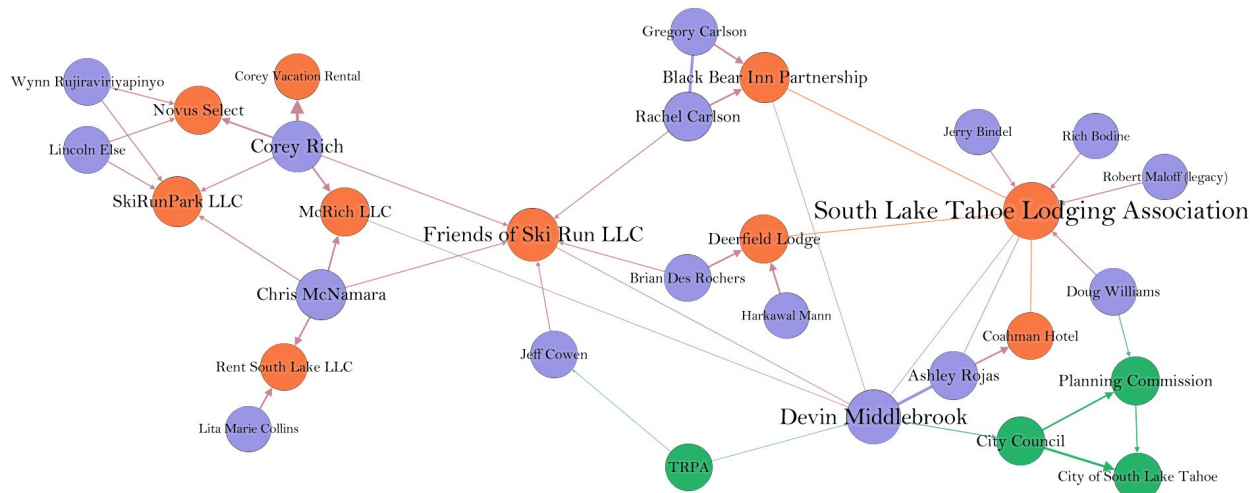 Gregory Carlson
Wynn Rujiraviriyapinyo
Corey Vacation Rental
Black Bear Inn Partnership
Novus Select
Rachel Carlson
Jerry Bindel
Rich Bodine
Lincoln Else
Corey Rich
Robert Maloff (legacy)
SkiRunPark LLC
McRich LLC
South Lake Tahoe Lodging Association
Friends of Ski Run LLC
Deerfield Lodge
Brian Des Rochers
Chris McNamara
Doug Williams
Harkawal Mann
Coahman Hotel
Jeff Cowen
Rent South Lake LLC
Ashley Rojas
Planning Commission
Devin Middlebrook
Lita Marie Collins
City Council
TRPA
City of South Lake Tahoe